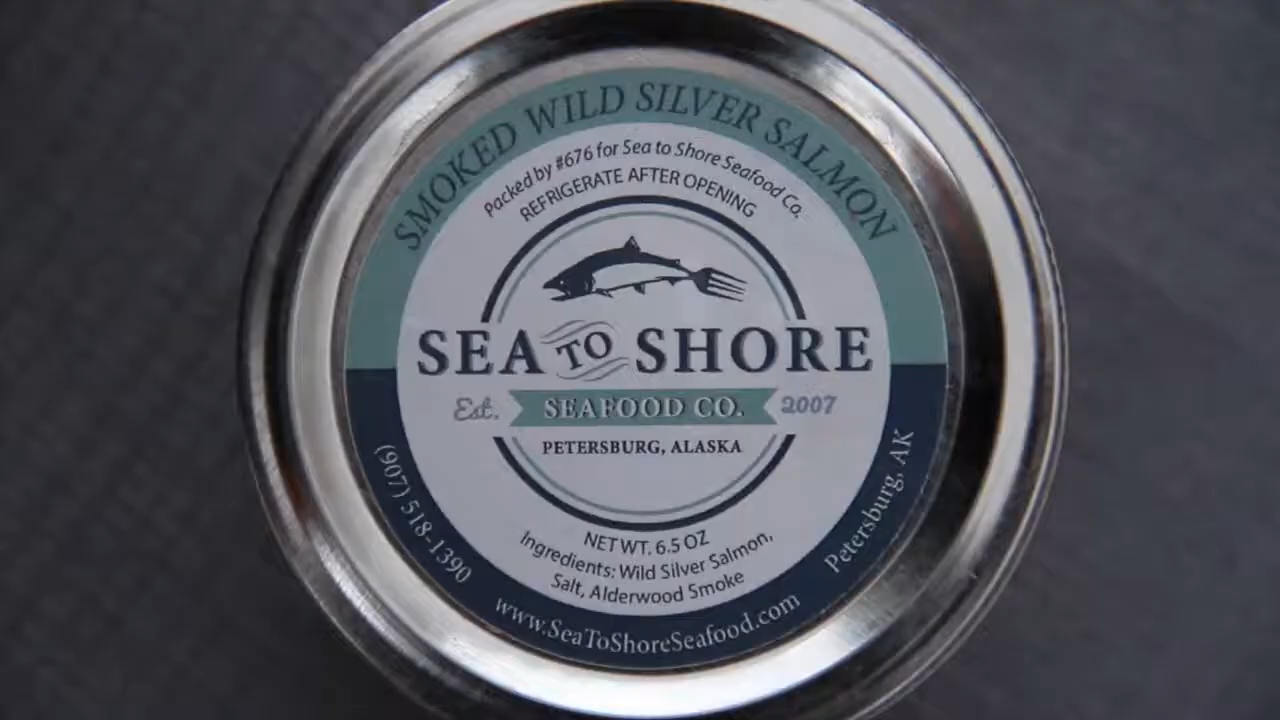 SMOKED WILD SILVER SALMON
Packed by #676 for Sea to Shore Seafood Co.
REFRIGERATE AFTER OPENING
SEA TO SHORE
Est. SEAFOOD CO. 2007
PETERSBURG, ALASKA
NET WT. 6.5 OZ
Ingredients: Wild Silver Salmon,
Salt, Alderwood Smoke
(907) 518-1390
www.SeaToShoreSeafood.com
Petersburg, AK